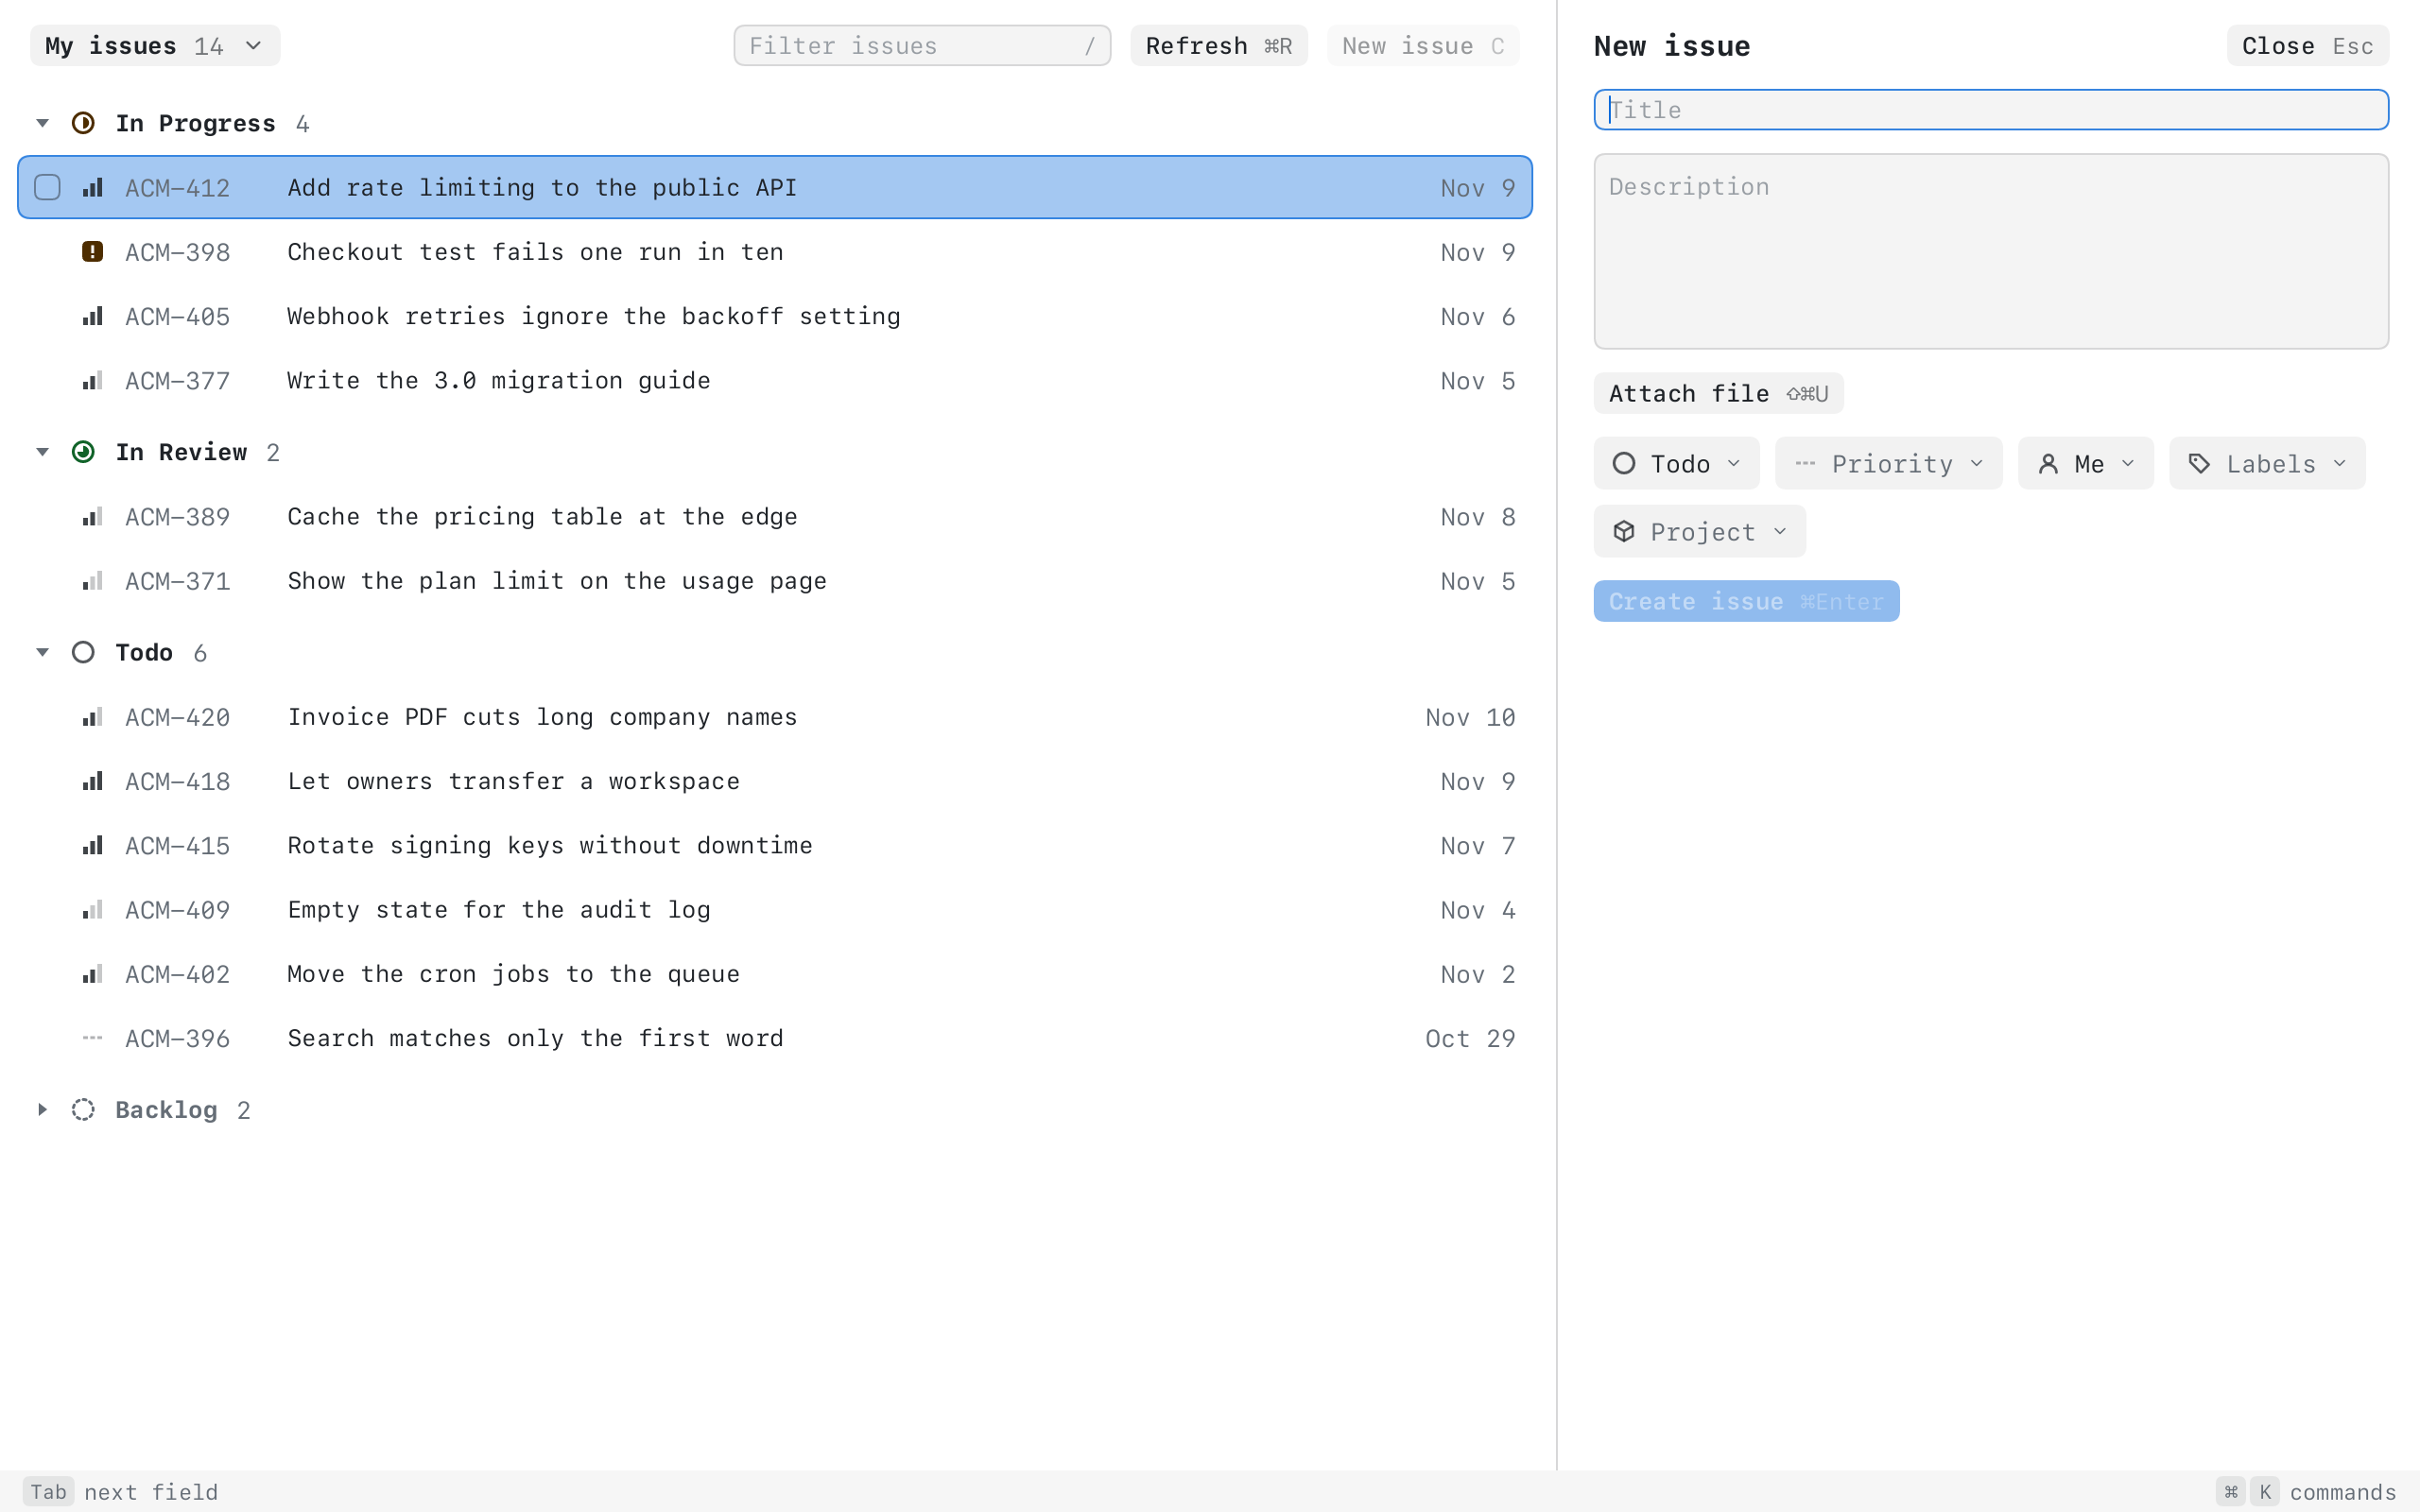 My issues 14
Filter issues /
Refresh ⌘R
New issue C
In Progress 4
ACM-412 Add rate limiting to the public API Nov 9
ACM-398 Checkout test fails one run in ten Nov 9
ACM-405 Webhook retries ignore the backoff setting Nov 6
ACM-377 Write the 3.0 migration guide Nov 5
In Review 2
ACM-389 Cache the pricing table at the edge Nov 8
ACM-371 Show the plan limit on the usage page Nov 5
Todo 6
ACM-420 Invoice PDF cuts long company names Nov 10
ACM-418 Let owners transfer a workspace Nov 9
ACM-415 Rotate signing keys without downtime Nov 7
ACM-409 Empty state for the audit log Nov 4
ACM-402 Move the cron jobs to the queue Nov 2
ACM-396 Search matches only the first word Oct 29
Backlog 2
New issue
Close Esc
Title
Description
Attach file ⇧⌘U
Todo Priority Me Labels
Project
Create issue ⌘Enter
Tab next field
⌘ K commands